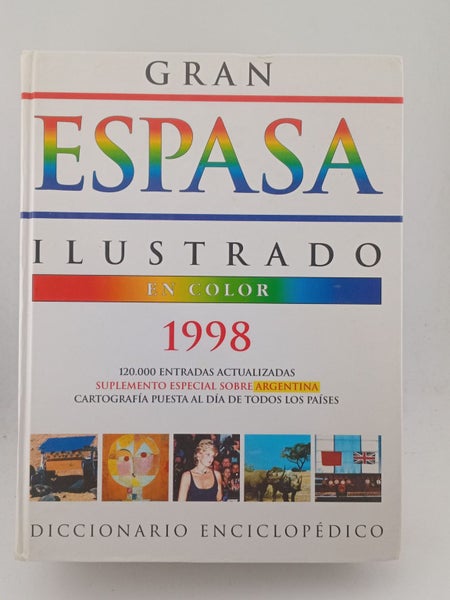 GRAN
ESPASA
ILUSTRADO
EN COLOR
1998
120.000 ENTRADAS ACTUALIZADAS
SUPLEMENTO ESPECIAL SOBRE ARGENTINA
CARTOGRAFÍA PUESTA AL DÍA DE TODOS LOS PAÍSES
DICCIONARIO ENCICLOPÉDICO